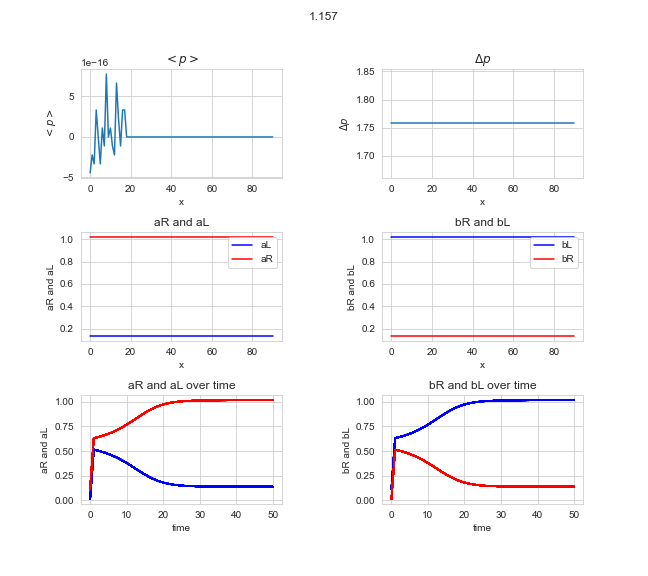 1.157
< p >
1e−16
< p >
5
0
−5
0 20 40 60 80
x
Δp
Δp
1.85
1.80
1.75
1.70
0 20 40 60 80
x
aR and aL
aR and aL
1.0
0.8
0.6
0.4
0.2
aL
aR
0 20 40 60 80
x
bR and bL
bR and bL
1.0
0.8
0.6
0.4
0.2
bL
bR
0 20 40 60 80
x
aR and aL over time
aR and aL
1.00
0.75
0.50
0.25
0.00
0 10 20 30 40 50
time
bR and bL over time
bR and bL
1.00
0.75
0.50
0.25
0.00
0 10 20 30 40 50
time